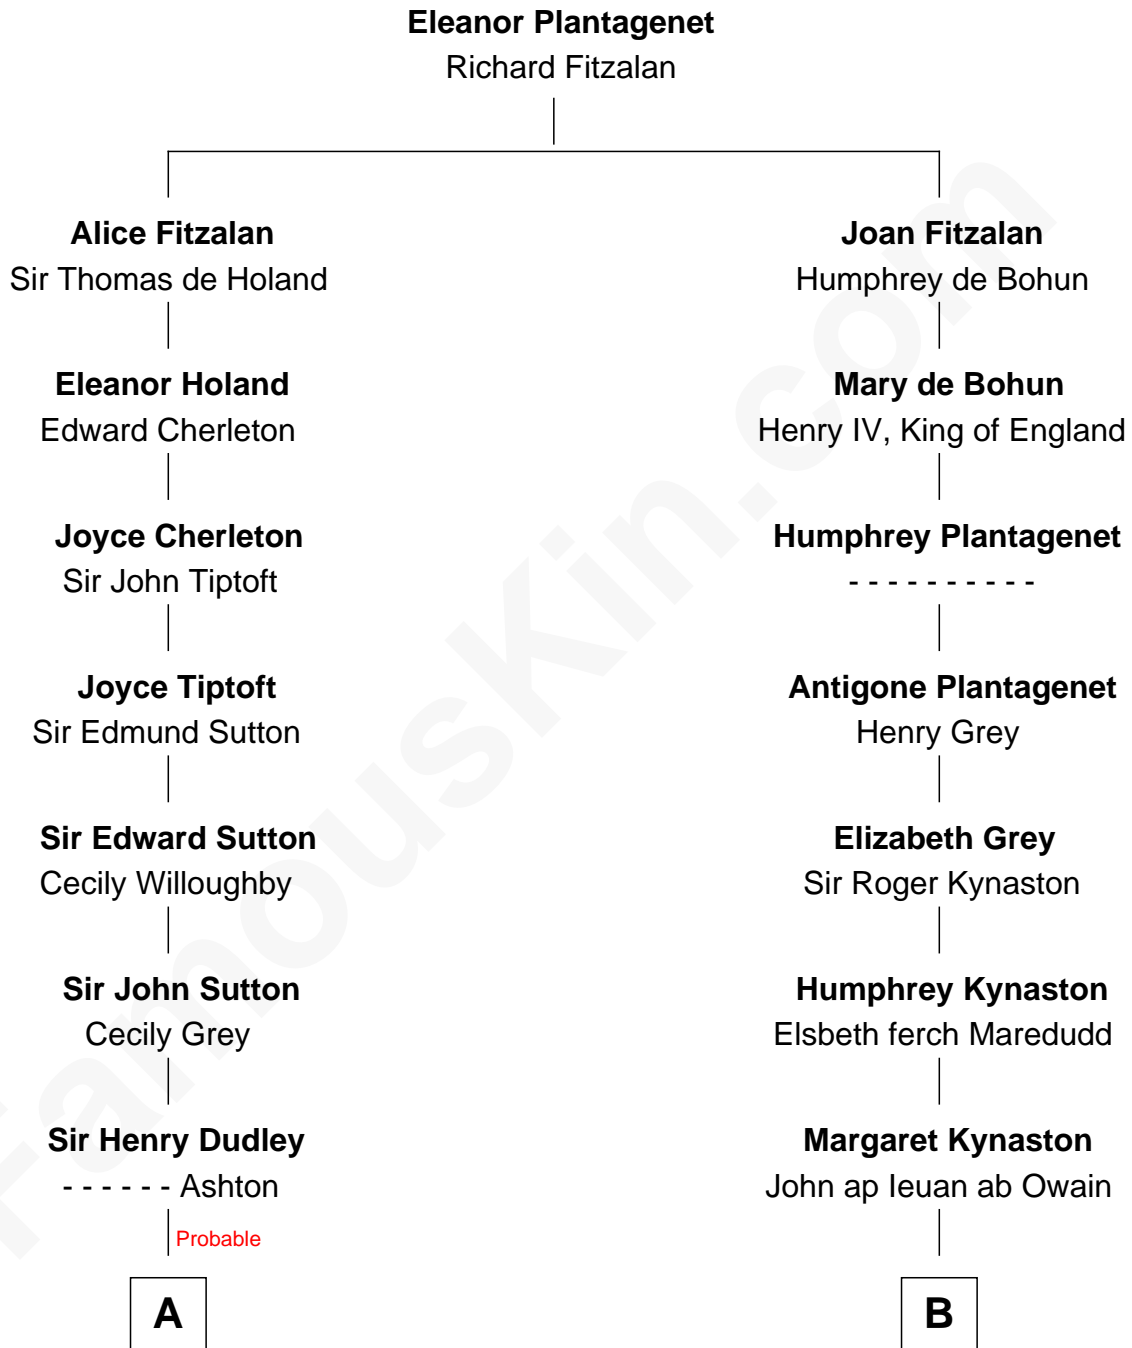 Eleanor Plantagenet
Richard Fitzalan
Alice Fitzalan
Sir Thomas de Holand
Joan Fitzalan
Humphrey de Bohun
Eleanor Holand
Edward Cherleton
Mary de Bohun
Henry IV, King of England
Joyce Cherleton
Sir John Tiptoft
Humphrey Plantagenet
- - - - - - - - - -
Joyce Tiptoft
Sir Edmund Sutton
Antigone Plantagenet
Henry Grey
Sir Edward Sutton
Cecily Willoughby
Elizabeth Grey
Sir Roger Kynaston
Sir John Sutton
Cecily Grey
Humphrey Kynaston
Elsbeth ferch Maredudd
Sir Henry Dudley
- - - - - - Ashton
Margaret Kynaston
John ap Ieuan ab Owain
Probable
A
B
FamousKin.com